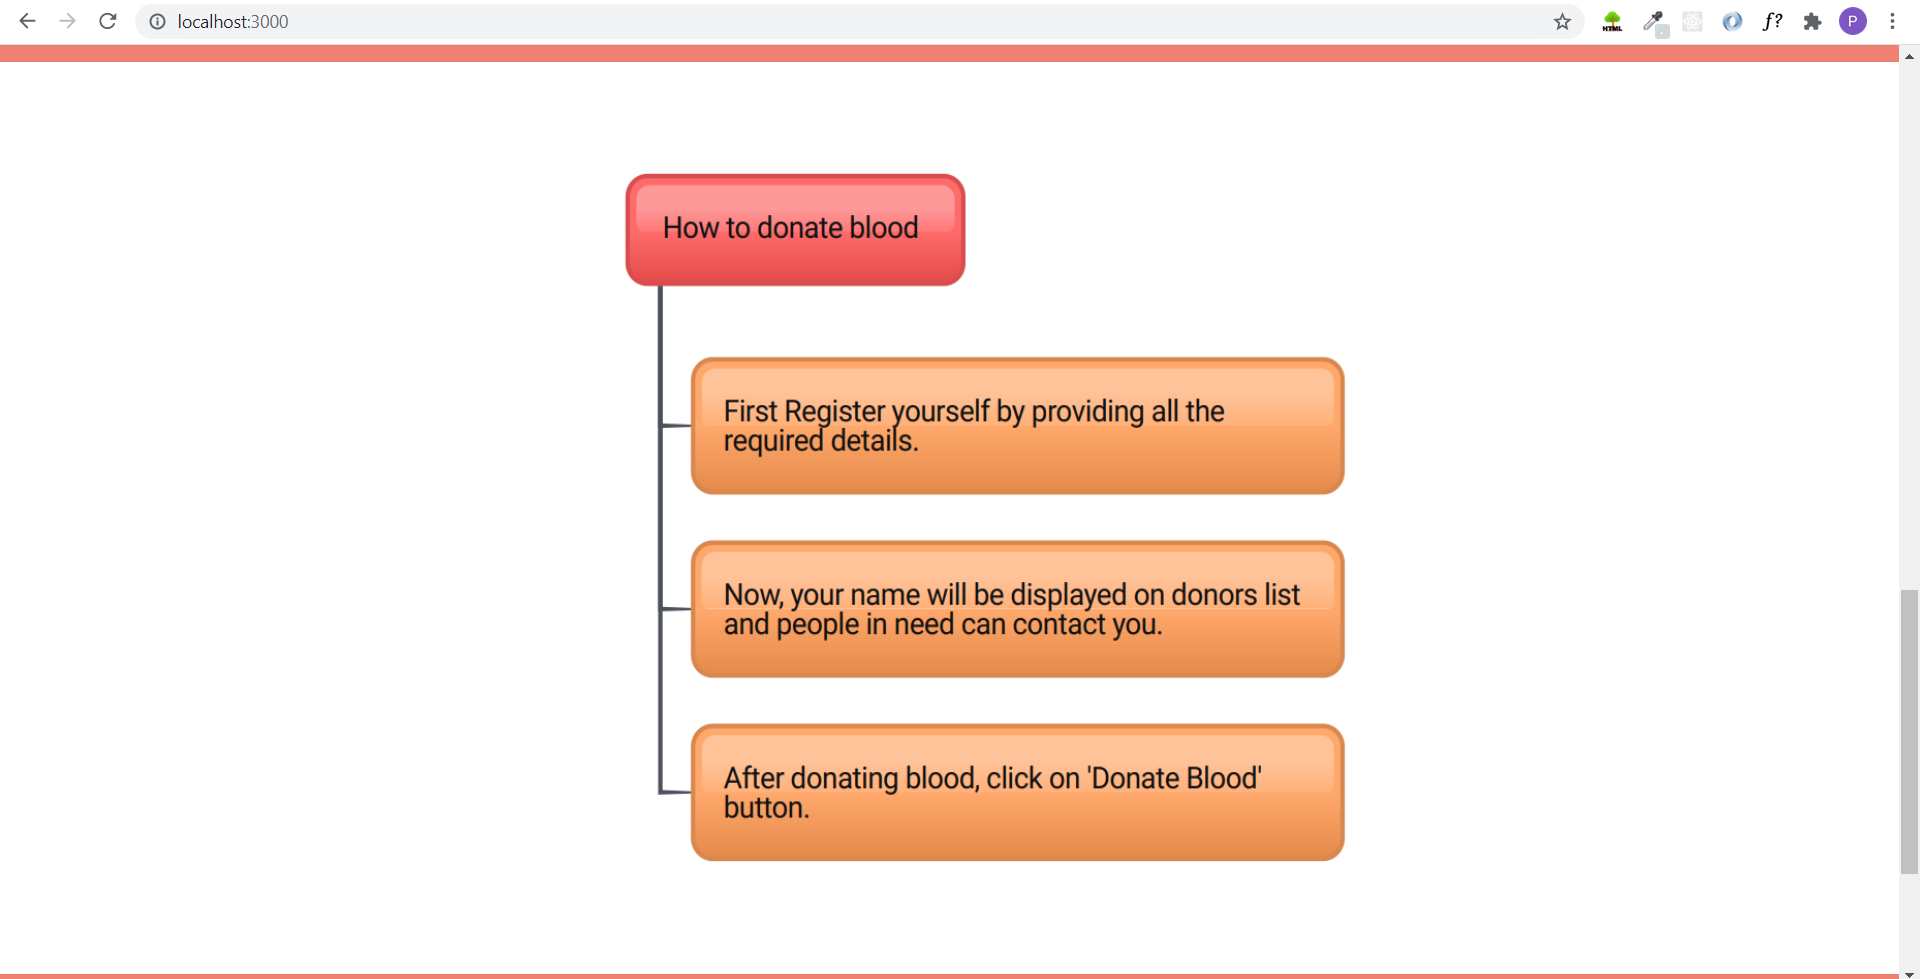 localhost:3000
HTML
f?
P
How to donate blood
First Register yourself by providing all the
required details.
Now, your name will be displayed on donors list
and people in need can contact you.
After donating blood, click on 'Donate Blood'
button.